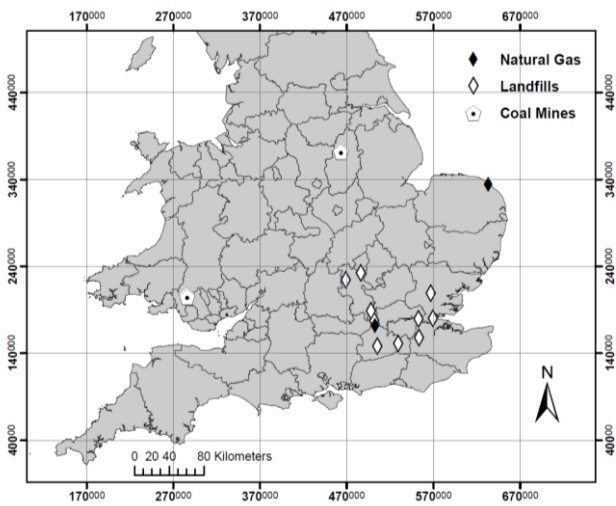 170000 270000 370000 470000 570000 670000
Natural Gas
Landfills
Coal Mines
440000 440000
340000 340000
240000 240000
140000 140000
40000 40000
N
0 20 40 80 Kilometers
170000 270000 370000 470000 570000 670000